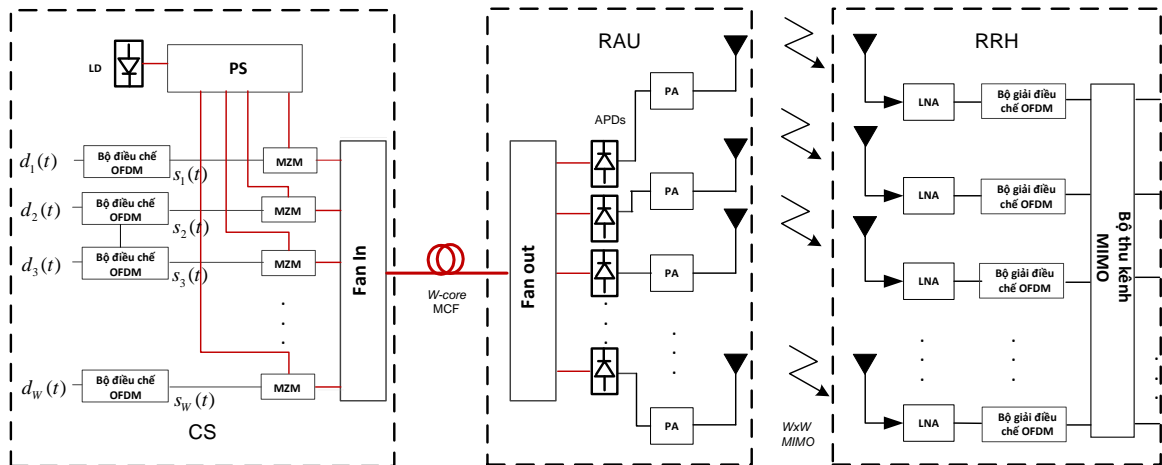 LD
PS
d₁(t)
Bộ điều chế
OFDM
s₁(t)
MZM
d₂(t)
Bộ điều chế
OFDM
s₂(t)
MZM
d₃(t)
Bộ điều chế
OFDM
s₃(t)
MZM
d_W(t)
Bộ điều chế
OFDM
s_W(t)
MZM
CS
Fan In
W-core
MCF
RAU
Fan out
APDs
PA
PA
PA
PA
WxW
MIMO
RRH
LNA
Bộ giải điều
chế OFDM
LNA
Bộ giải điều
chế OFDM
LNA
Bộ giải điều
chế OFDM
LNA
Bộ giải điều
chế OFDM
Bộ thu kênh
MIMO